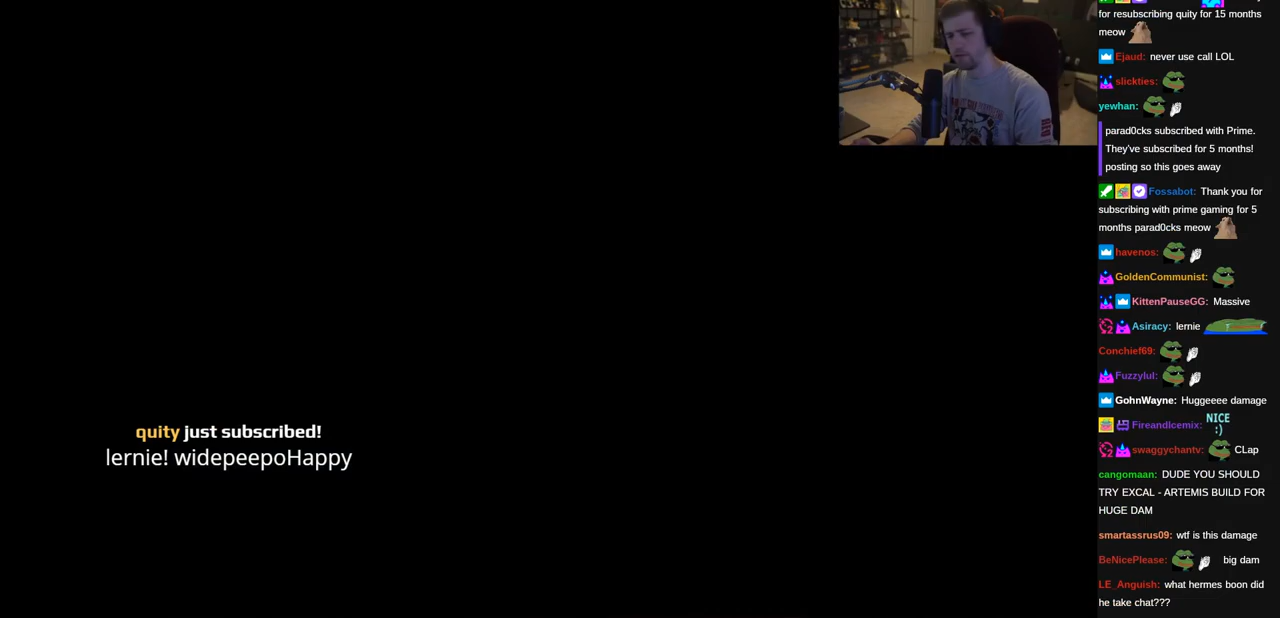 for resubscribing quity for 15 months
meow
Ejaud: never use call LOL
slickties:
yewhan:
parad0cks subscribed with Prime.
They've subscribed for 5 months!
posting so this goes away
Fossabot: Thank you for
subscribing with prime gaming for 5
months parad0cks meow
havenos:
GoldenCommunist:
KittenPauseGG: Massive
Asiracy: lernie
Conchief69:
Fuzzylul:
GohnWayne: Huggeeee damage
FireandIcemix: NICE :)
swaggychantv: CLap
cangomaan: DUDE YOU SHOULD
TRY EXCAL - ARTEMIS BUILD FOR
HUGE DAM
smartassrus09: wtf is this damage
BeNicePlease: big dam
LE_Anguish: what hermes boon did
he take chat???
quity just subscribed!
lernie! widepeepoHappy